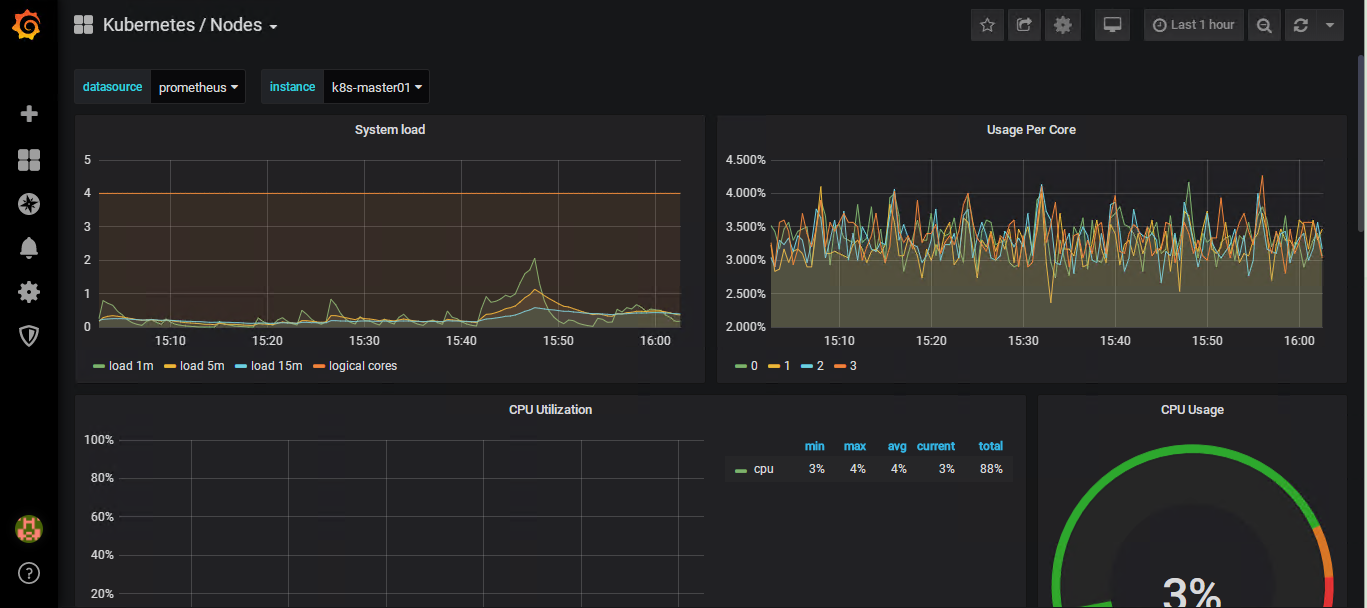 Kubernetes / Nodes
Last 1 hour
datasource prometheus instance k8s-master01
System load
5
4
3
2
1
0
15:10 15:20 15:30 15:40 15:50 16:00
load 1m load 5m load 15m logical cores
Usage Per Core
4.500%
4.000%
3.500%
3.000%
2.500%
2.000%
15:10 15:20 15:30 15:40 15:50 16:00
0 1 2 3
CPU Utilization
100%
80%
60%
40%
20%
min max avg current total
cpu 3% 4% 4% 3% 88%
CPU Usage
3%
?